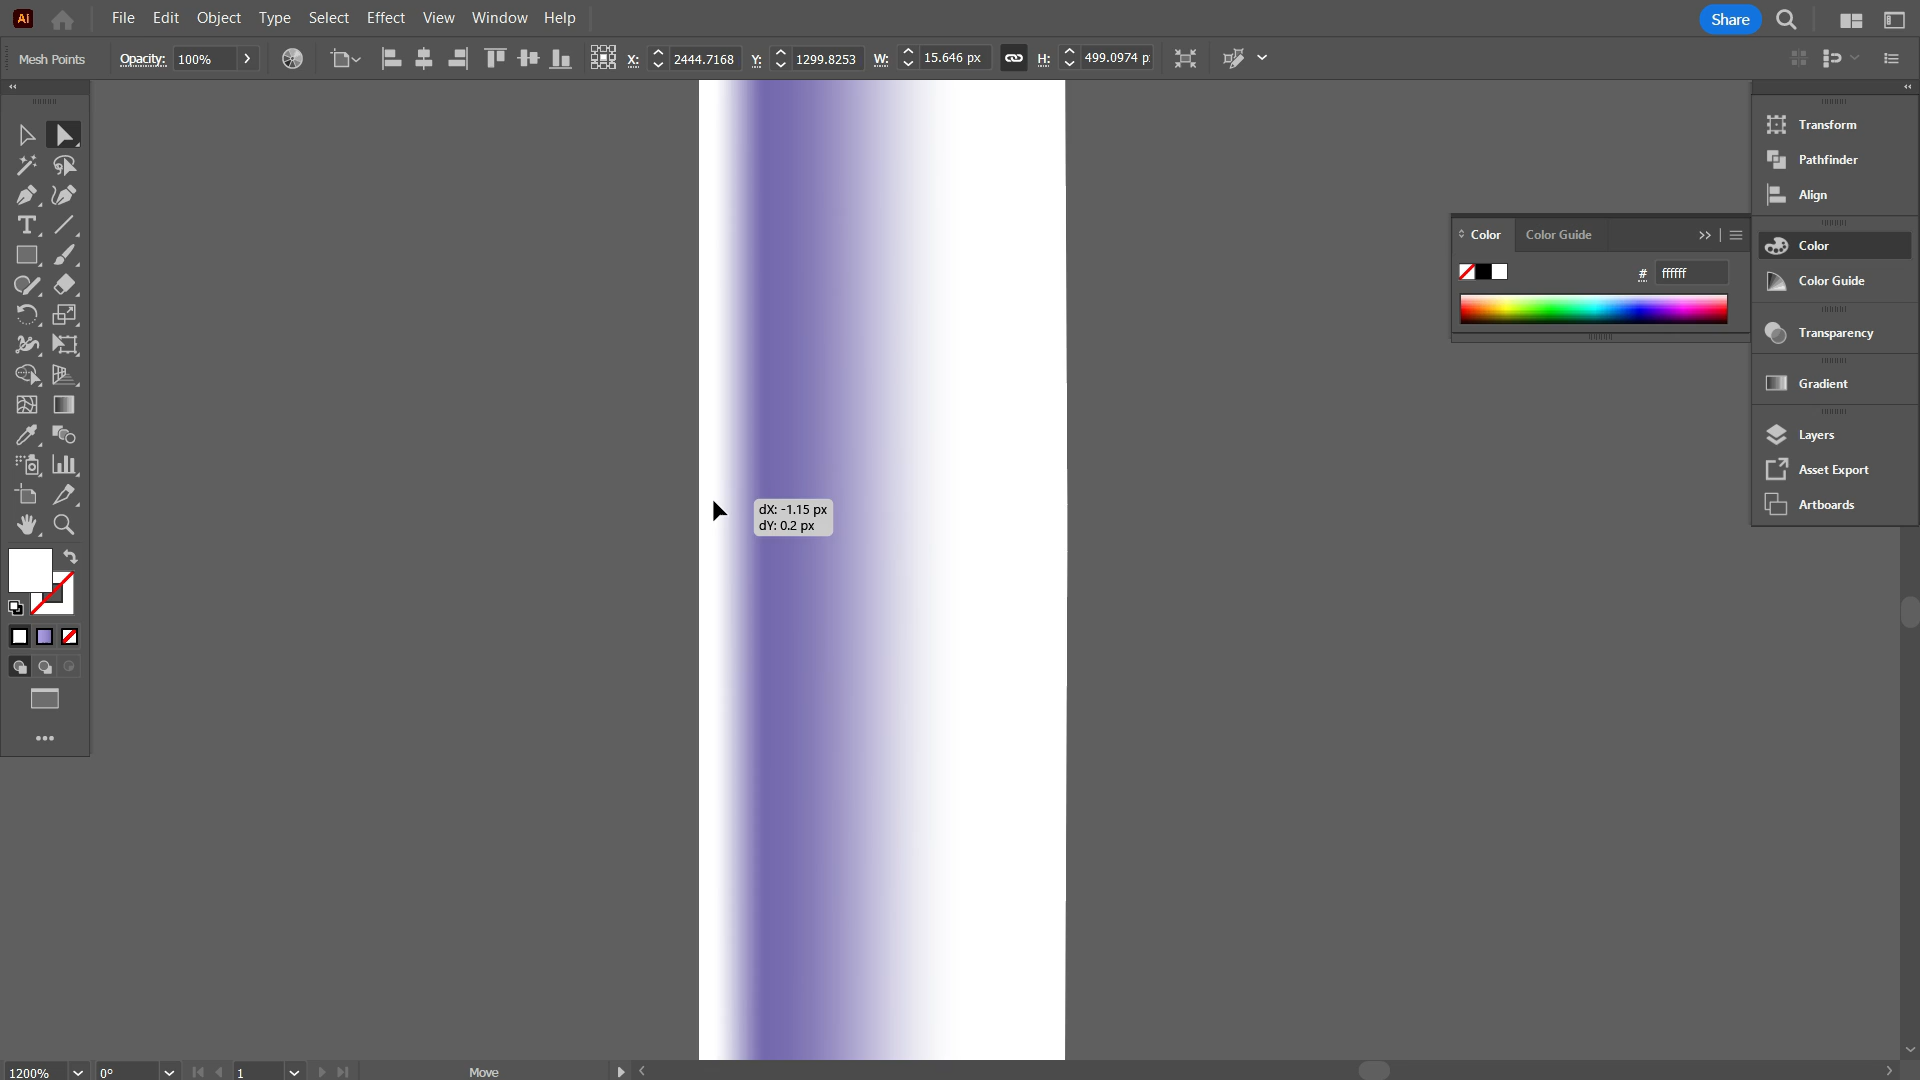 Ai File Edit Object Type Select Effect View Window Help Share
Mesh Points Opacity: 100% X: 2444.7168 Y: 1299.8253 W: 15.646 px H: 499.0974 p
Transform
Pathfinder
Align
Color Color Guide
# ffffff
Color
Color Guide
Transparency
Gradient
Layers
Asset Export
Artboards
dX: -1.15 px
dY: 0.2 px
1200% 0° 1 Move